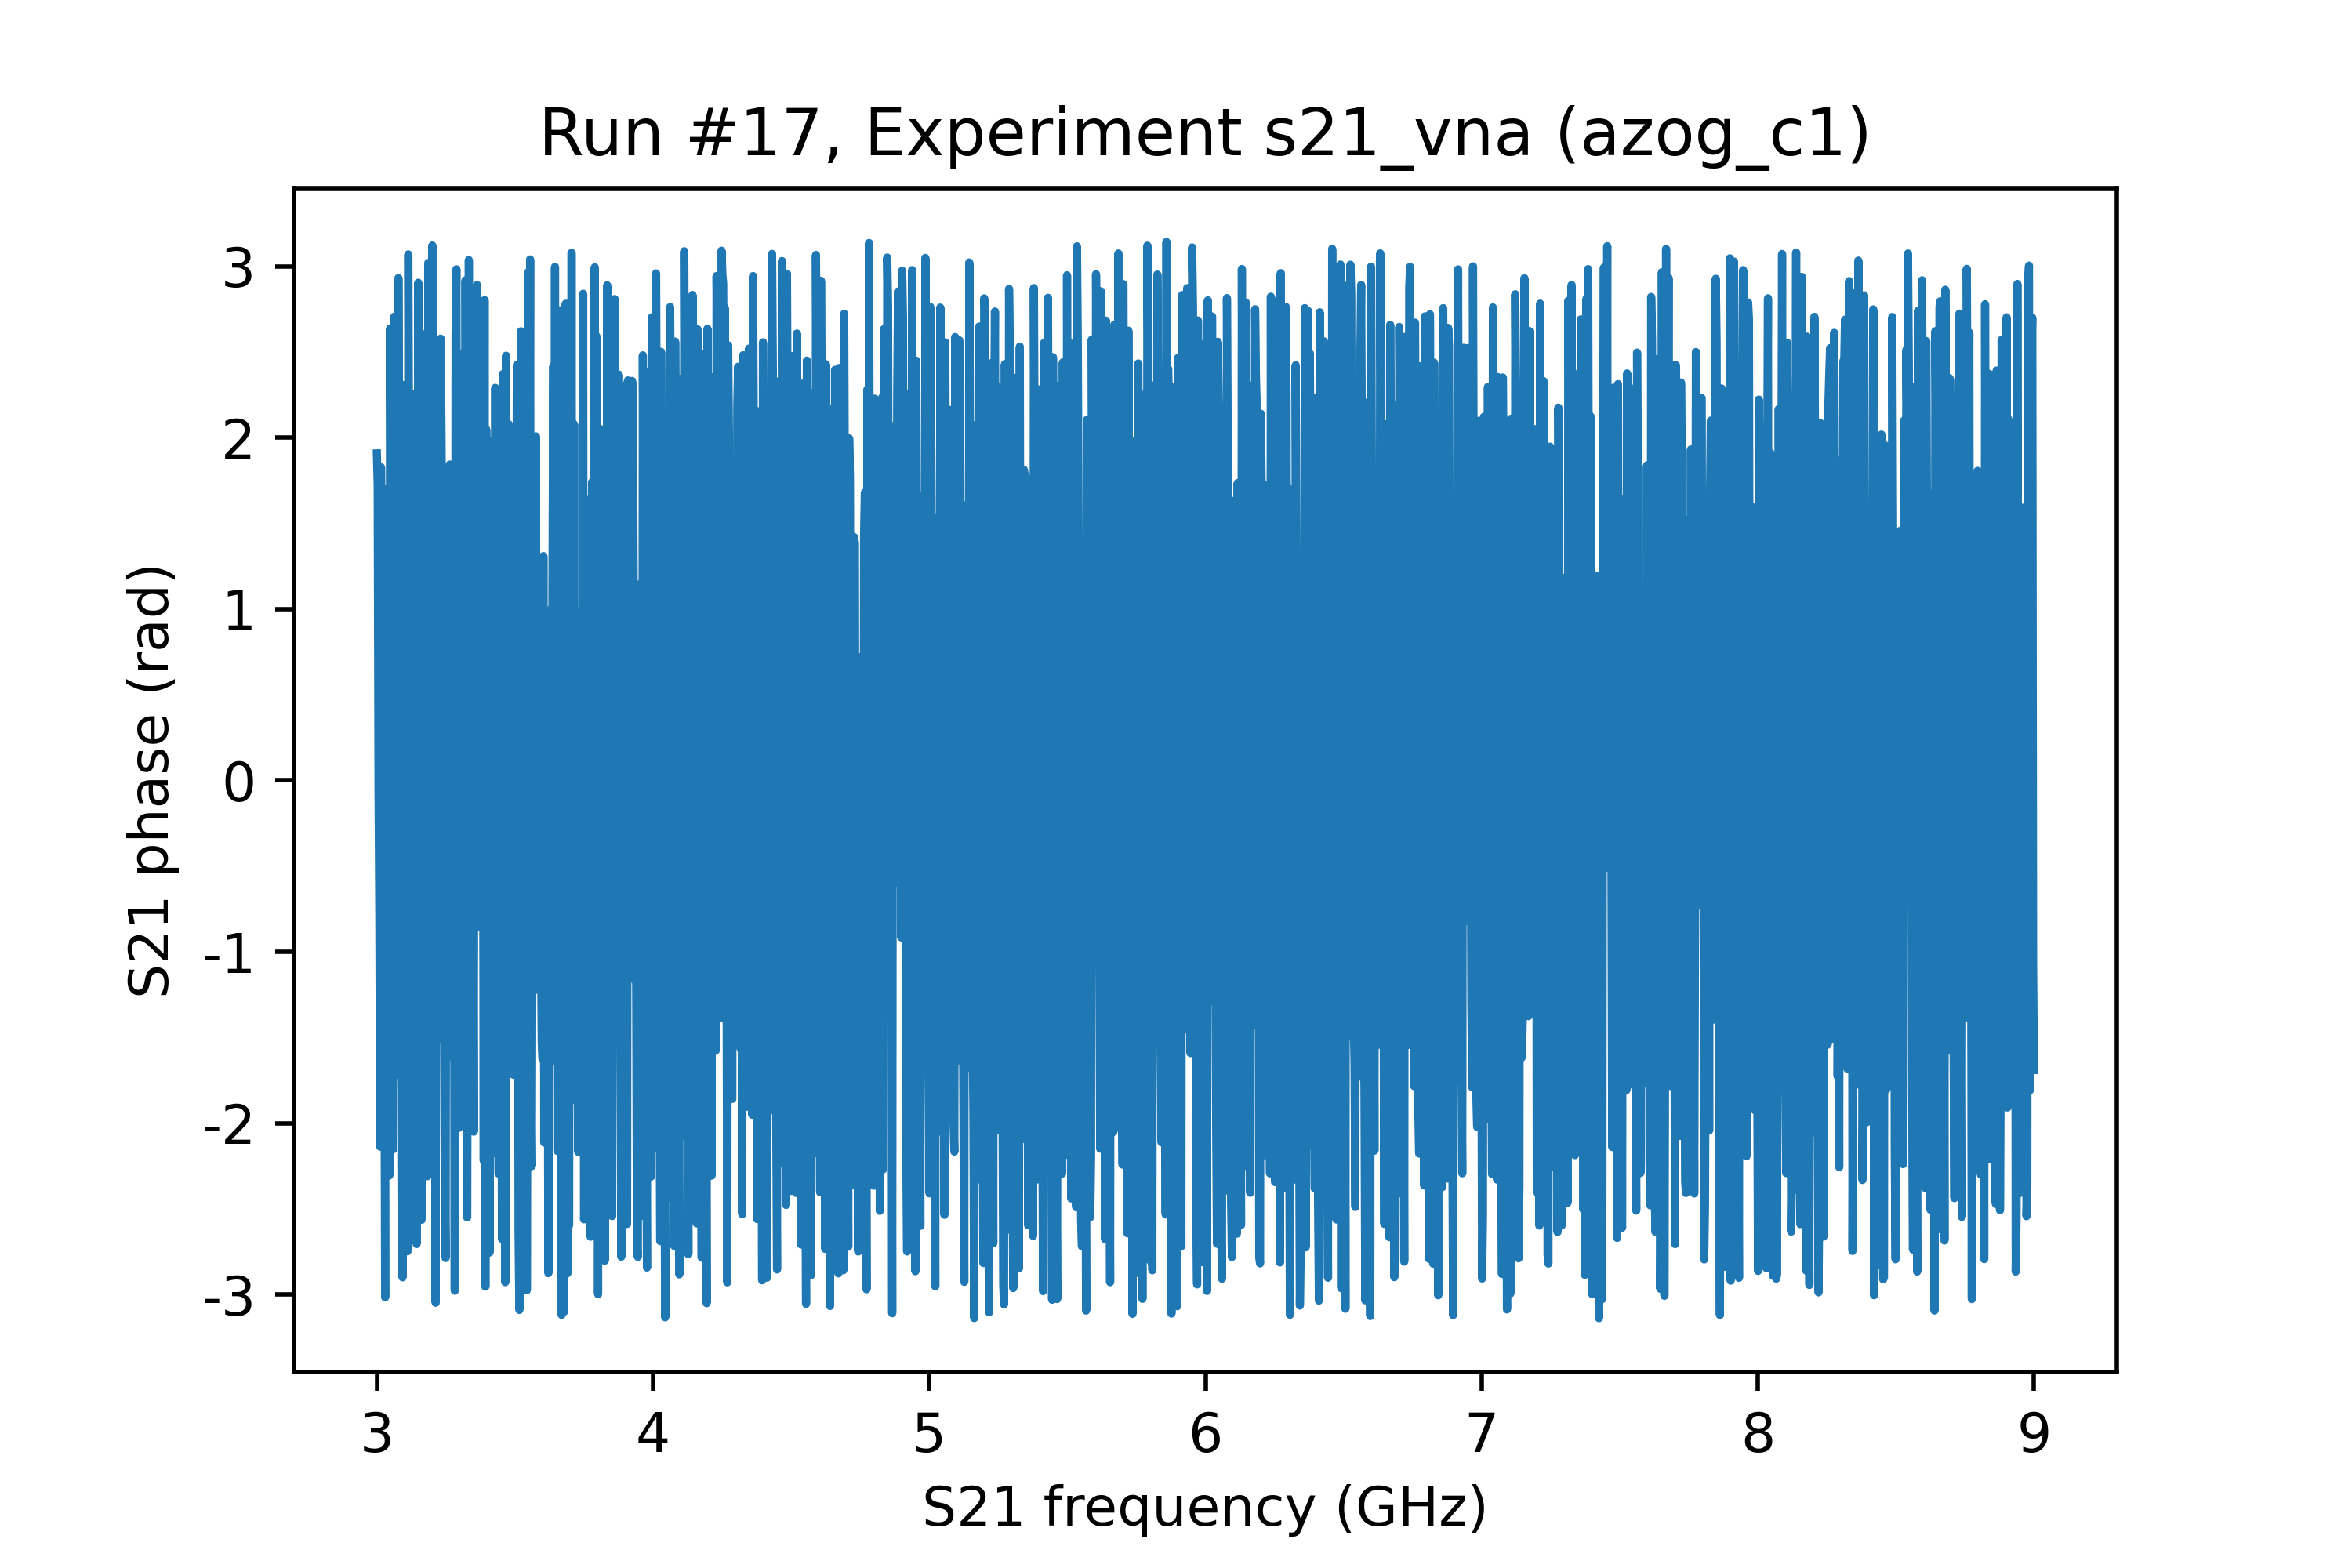 Run #17, Experiment s21_vna (azog_c1)
S21 phase (rad)
3
2
1
0
-1
-2
-3
3 4 5 6 7 8 9
S21 frequency (GHz)